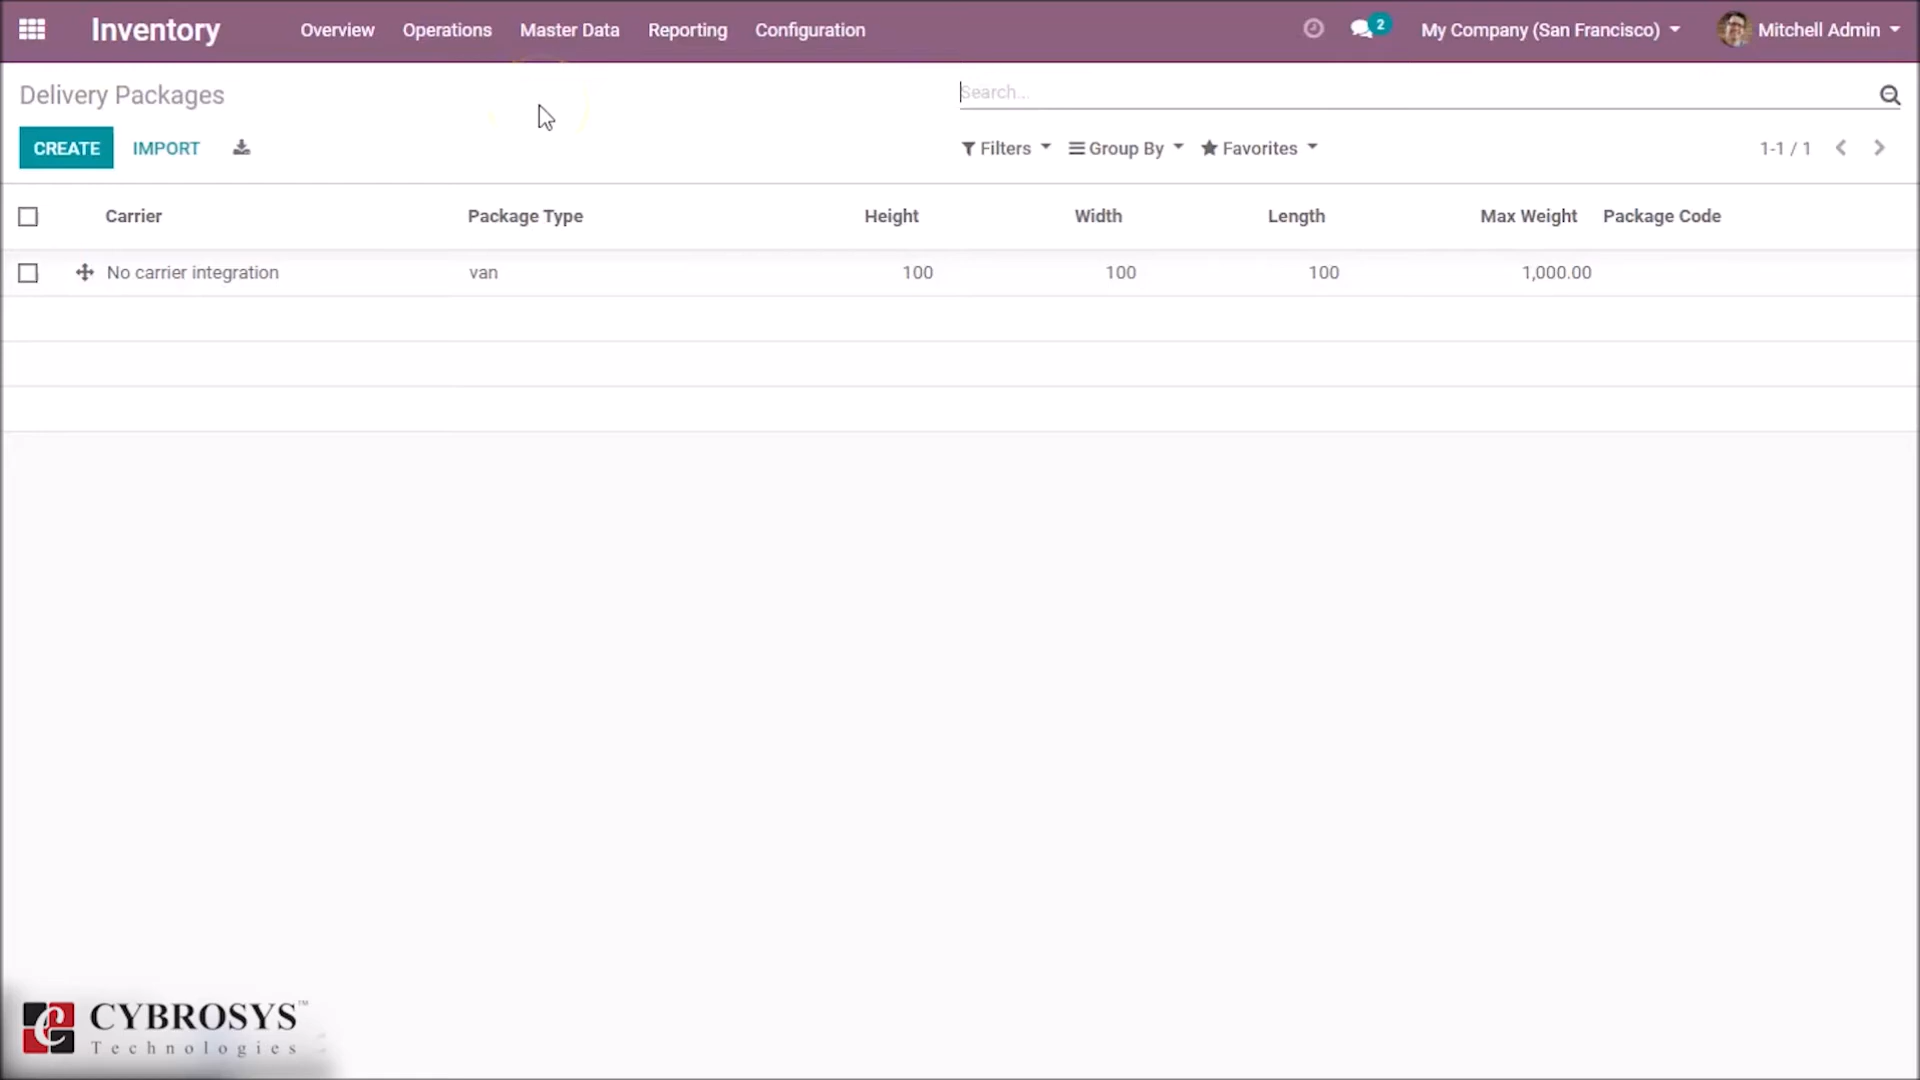 Inventory Overview Operations Master Data Reporting Configuration 2 My Company (San Francisco) Mitchell Admin
Delivery Packages Search...
CREATE IMPORT Filters Group By Favorites 1-1 / 1
Carrier Package Type Height Width Length Max Weight Package Code
No carrier integration van 100 100 100 1,000.00
CYBROSYS™
Technologies